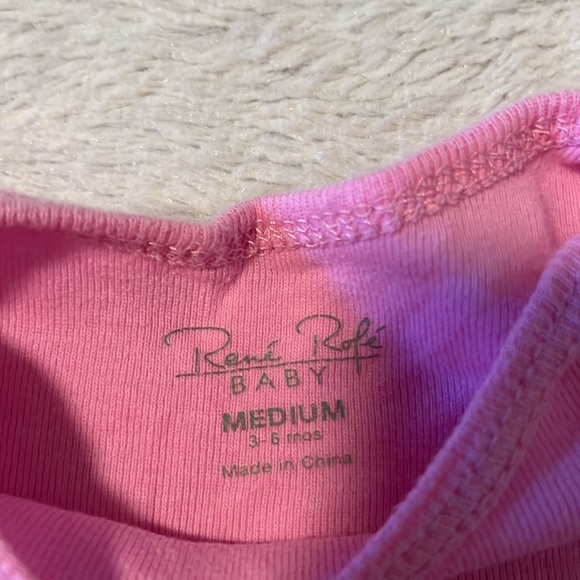 René Rofé
BABY
MEDIUM
3-6 mos
Made in China